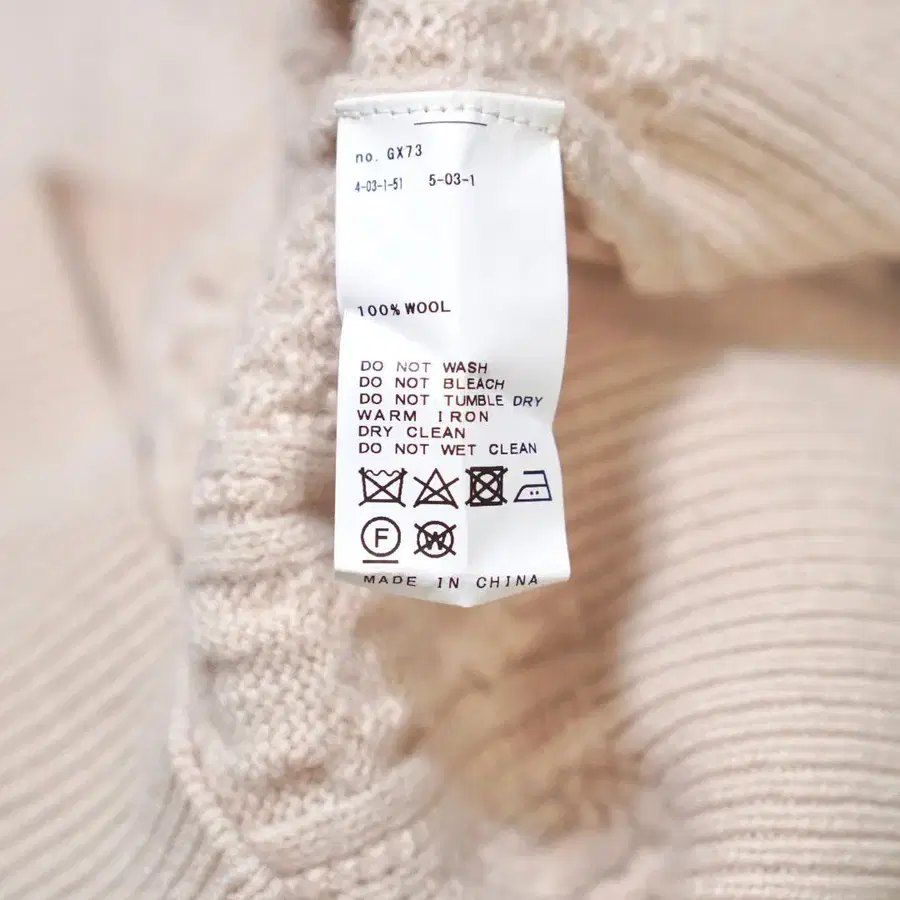 no. GX73
4-03-1-51 5-03-1
100% WOOL
DO NOT WASH
DO NOT BLEACH
DO NOT TUMBLE DRY
WARM IRON
DRY CLEAN
DO NOT WET CLEAN
F W
MADE IN CHINA